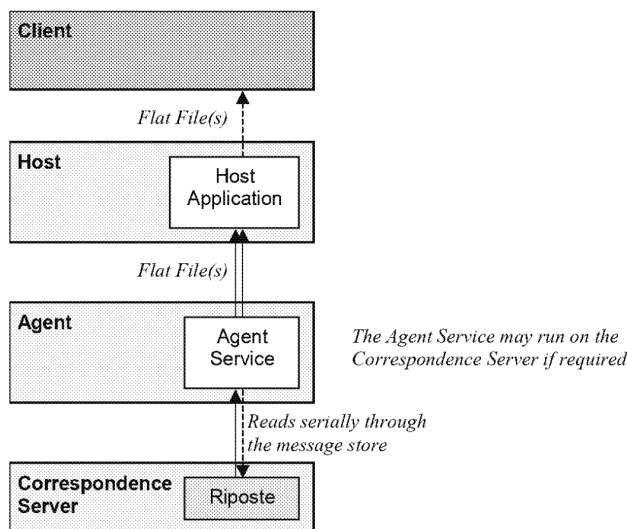 Client
Flat File(s)
Host
Host
Application
Flat File(s)
Agent
Agent
Service
The Agent Service may run on the
Correspondence Server if required
Reads serially through
the message store
Correspondence
Server
Riposte